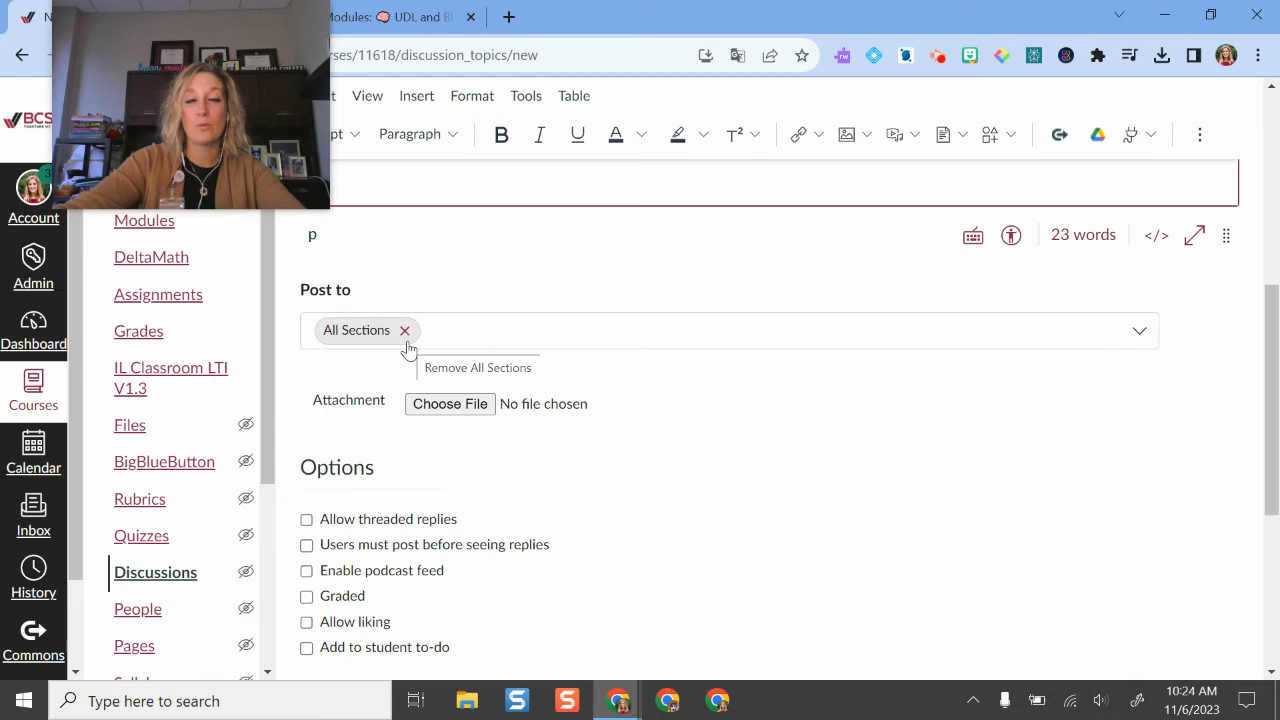 Modules | UDL Bl
rses/11618/discussion_topics/new
View Insert Format Tools Table
Paragraph B I U A T²
BCS
3
p
23 words </>
Account
Admin
Dashboard
Courses
Calendar
Inbox
History
Commons
Modules
DeltaMath
Assignments
Grades
IL Classroom LTI
V1.3
Files
BigBlueButton
Rubrics
Quizzes
Discussions
People
Pages
Post to
All Sections
Remove All Sections
Attachment Choose File No file chosen
Options
Allow threaded replies
Users must post before seeing replies
Enable podcast feed
Graded
Allow liking
Add to student to-do
Type here to search
10:24 AM
11/6/2023